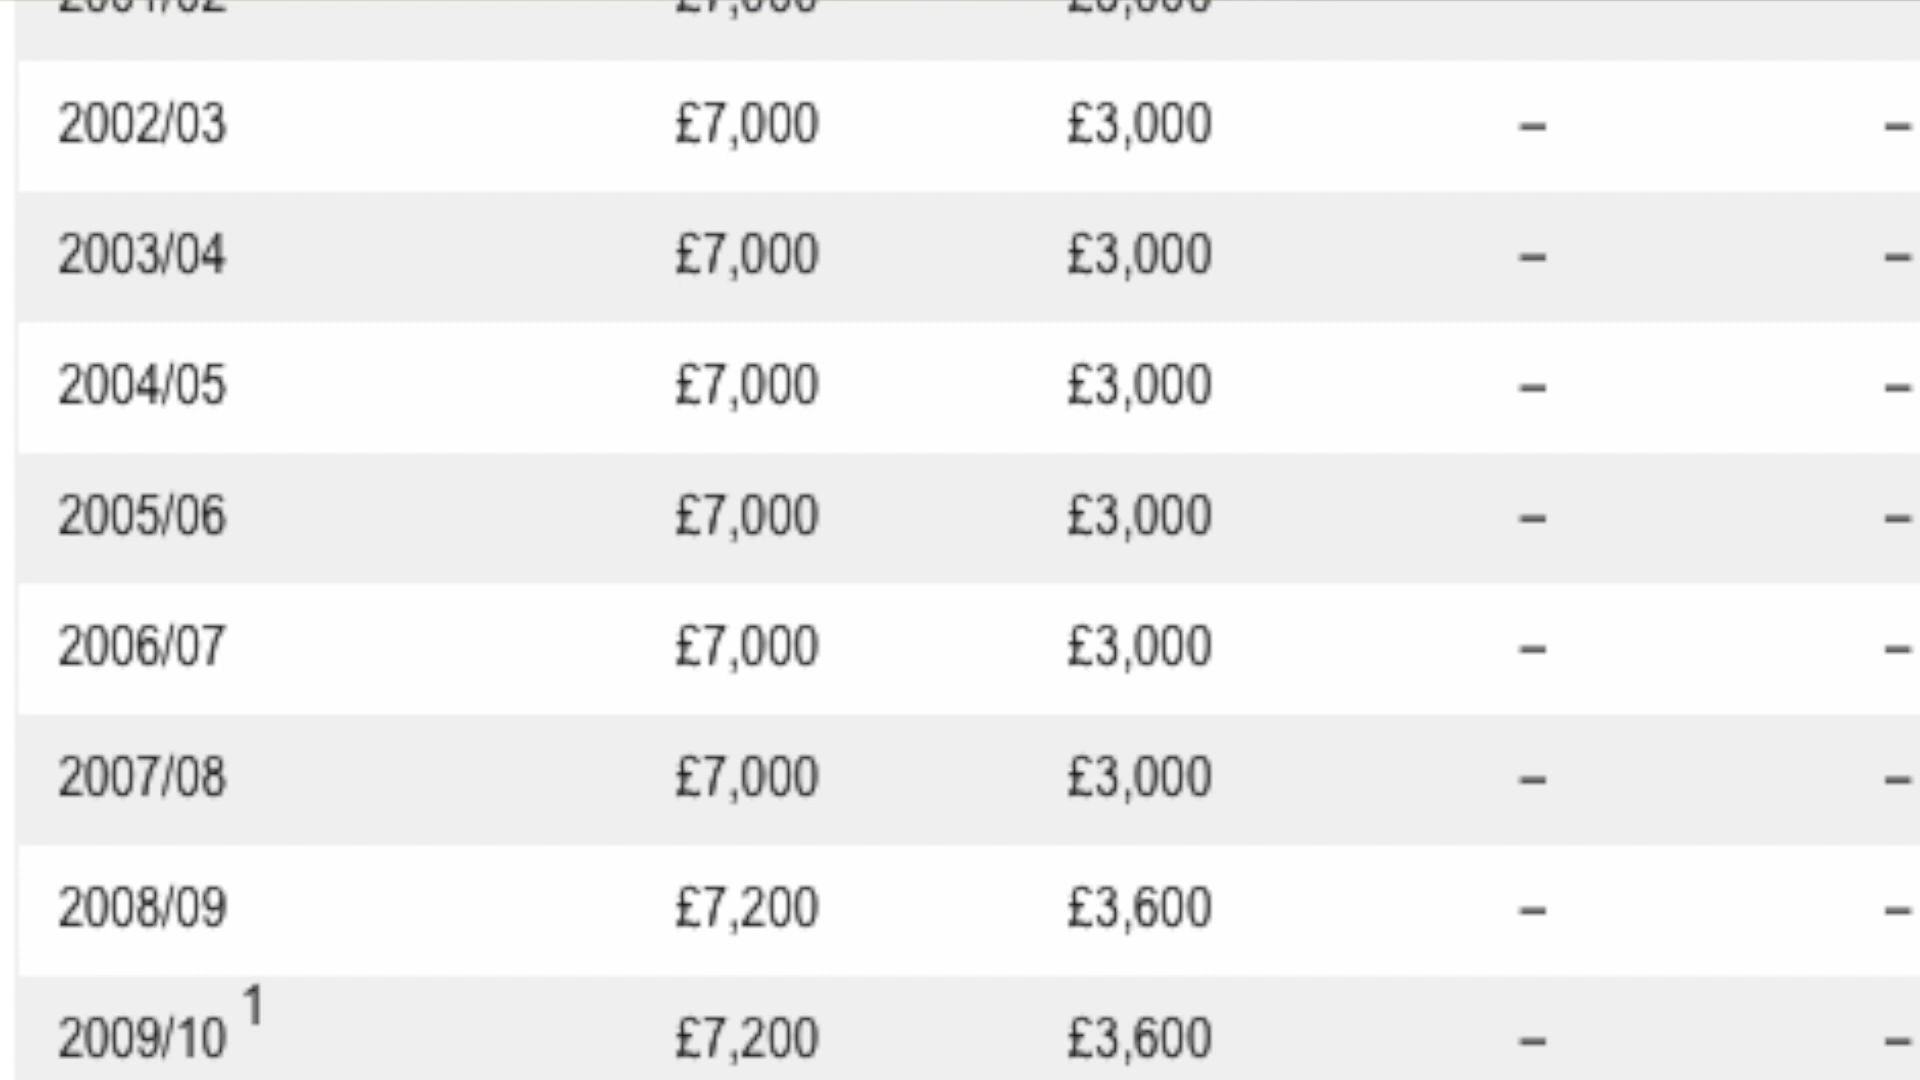 2002/03 £7,000 £3,000 – –
2003/04 £7,000 £3,000 – –
2004/05 £7,000 £3,000 – –
2005/06 £7,000 £3,000 – –
2006/07 £7,000 £3,000 – –
2007/08 £7,000 £3,000 – –
2008/09 £7,200 £3,600 – –
2009/10 1 £7,200 £3,600 – –